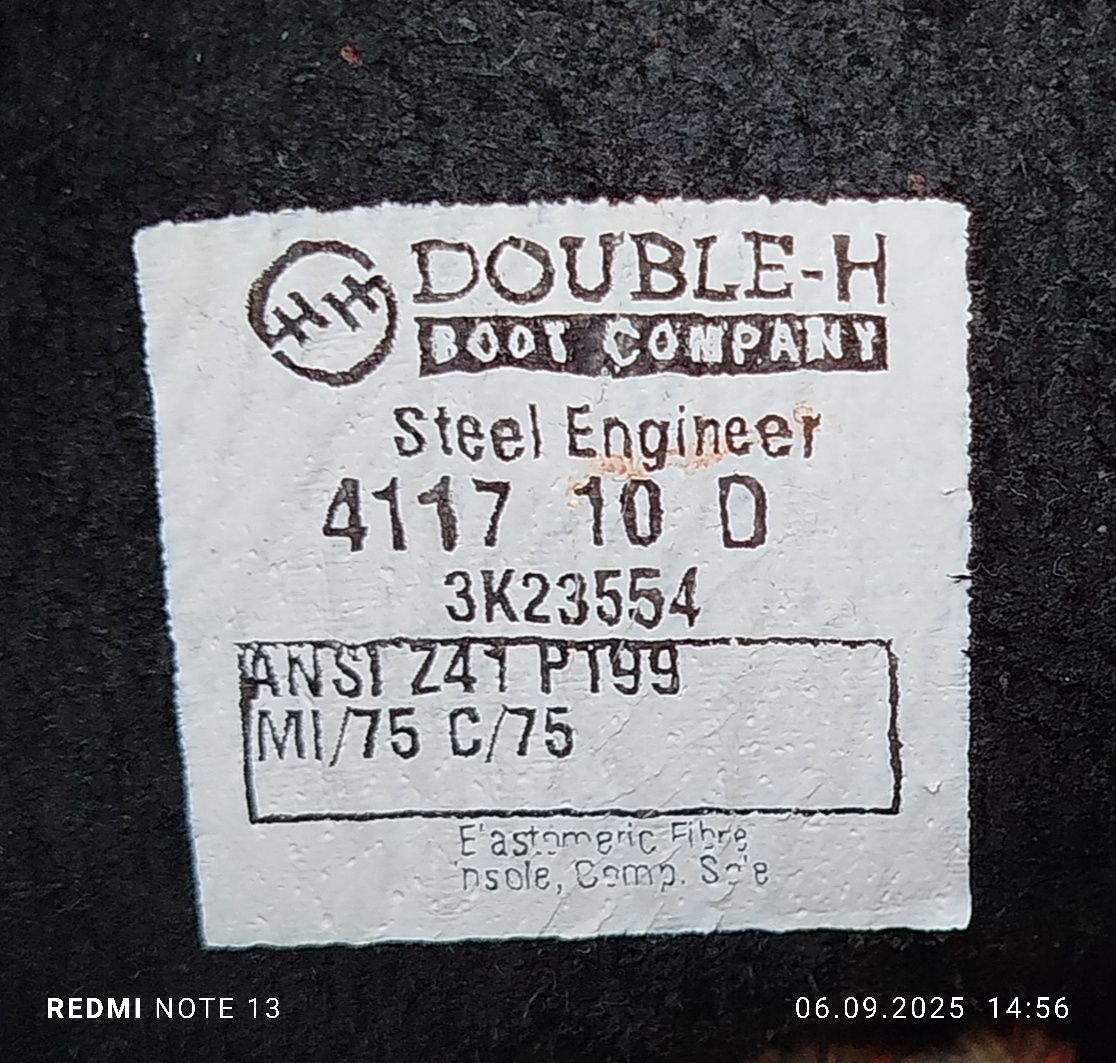 HH DOUBLE-H
BOOT COMPANY
Steel Engineer
4117 10 D
3K23554
ANSI Z41 PT99
MI/75 C/75
Elastomeric Fibre
Insole, Comp. Sole
REDMI NOTE 13
06.09.2025 14:56